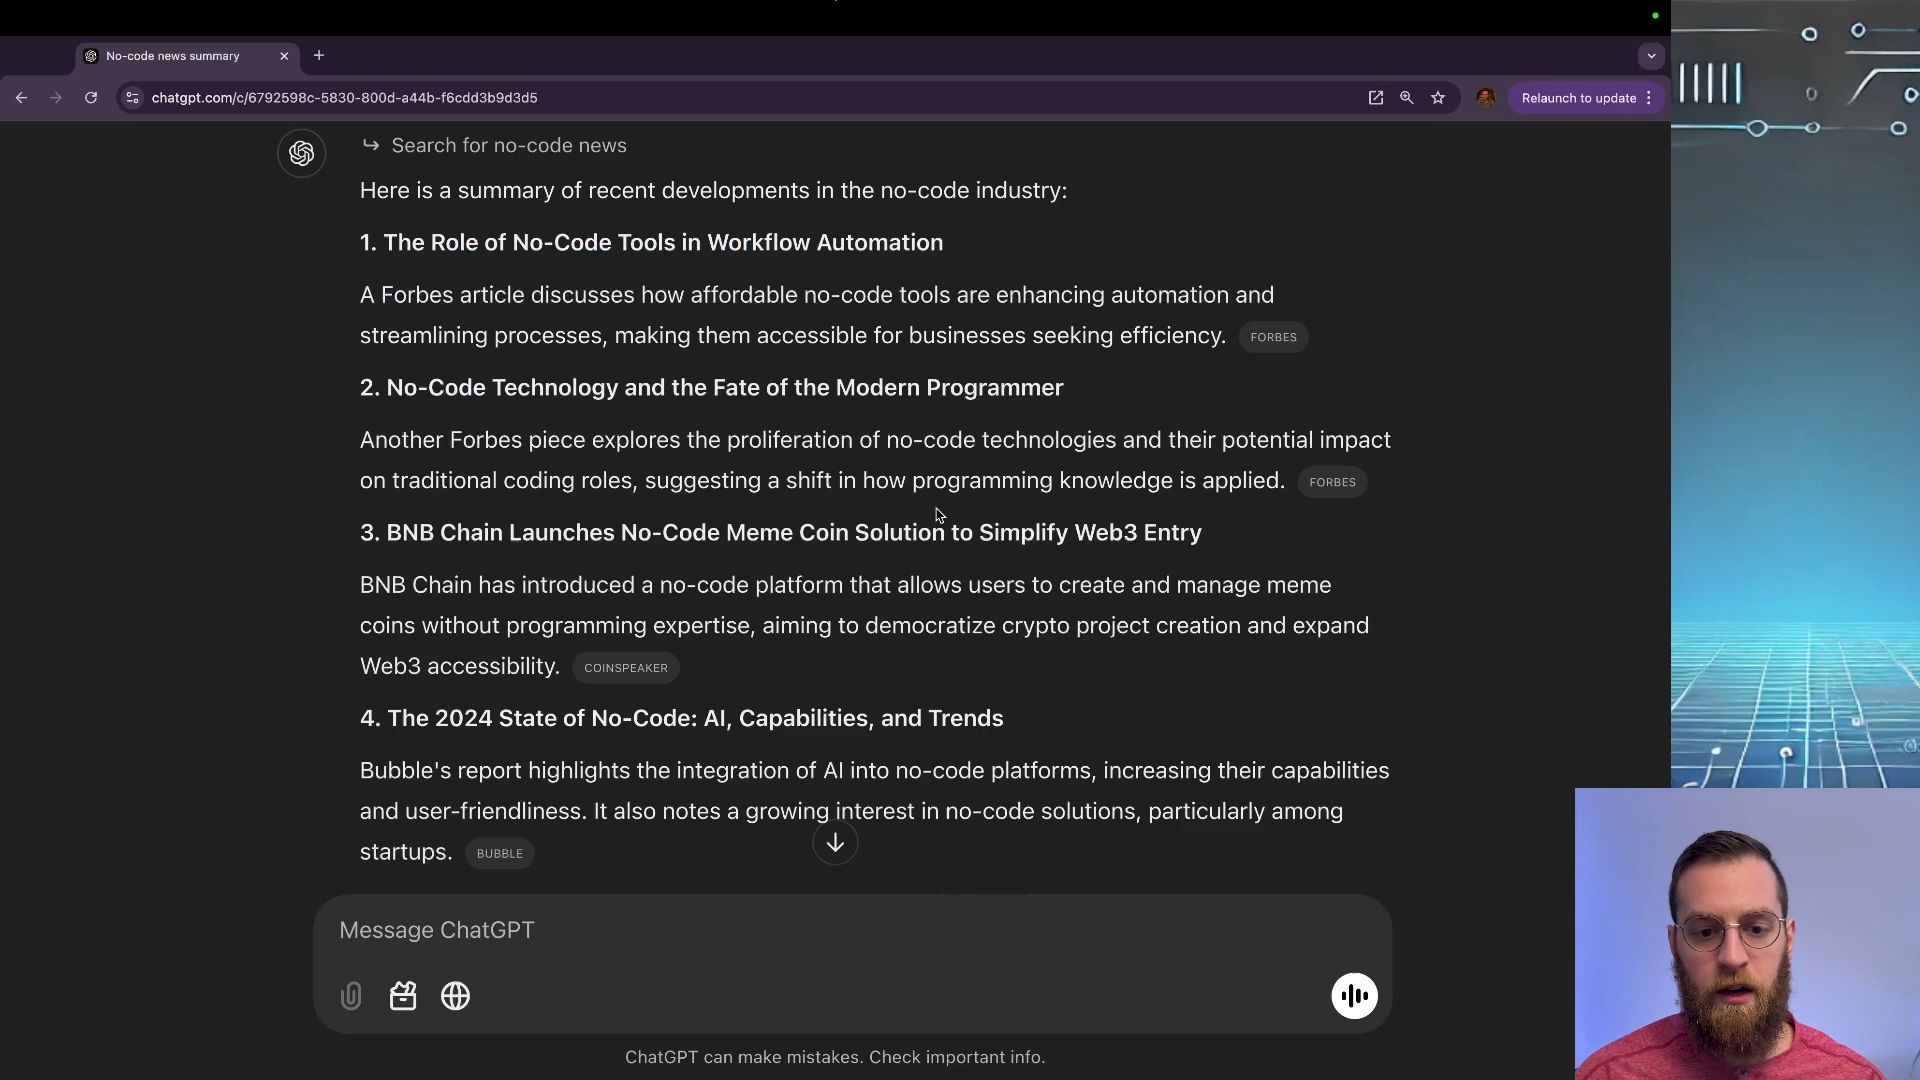 No-code news summary
chatgpt.com/c/6792598c-5830-800d-a44b-f6cdd3b9d3d5
Relaunch to update
Search for no-code news
Here is a summary of recent developments in the no-code industry:
1. The Role of No-Code Tools in Workflow Automation
A Forbes article discusses how affordable no-code tools are enhancing automation and
streamlining processes, making them accessible for businesses seeking efficiency. FORBES
2. No-Code Technology and the Fate of the Modern Programmer
Another Forbes piece explores the proliferation of no-code technologies and their potential impact
on traditional coding roles, suggesting a shift in how programming knowledge is applied. FORBES
3. BNB Chain Launches No-Code Meme Coin Solution to Simplify Web3 Entry
BNB Chain has introduced a no-code platform that allows users to create and manage meme
coins without programming expertise, aiming to democratize crypto project creation and expand
Web3 accessibility. COINSPEAKER
4. The 2024 State of No-Code: AI, Capabilities, and Trends
Bubble's report highlights the integration of AI into no-code platforms, increasing their capabilities
and user-friendliness. It also notes a growing interest in no-code solutions, particularly among
startups. BUBBLE
Message ChatGPT
ChatGPT can make mistakes. Check important info.